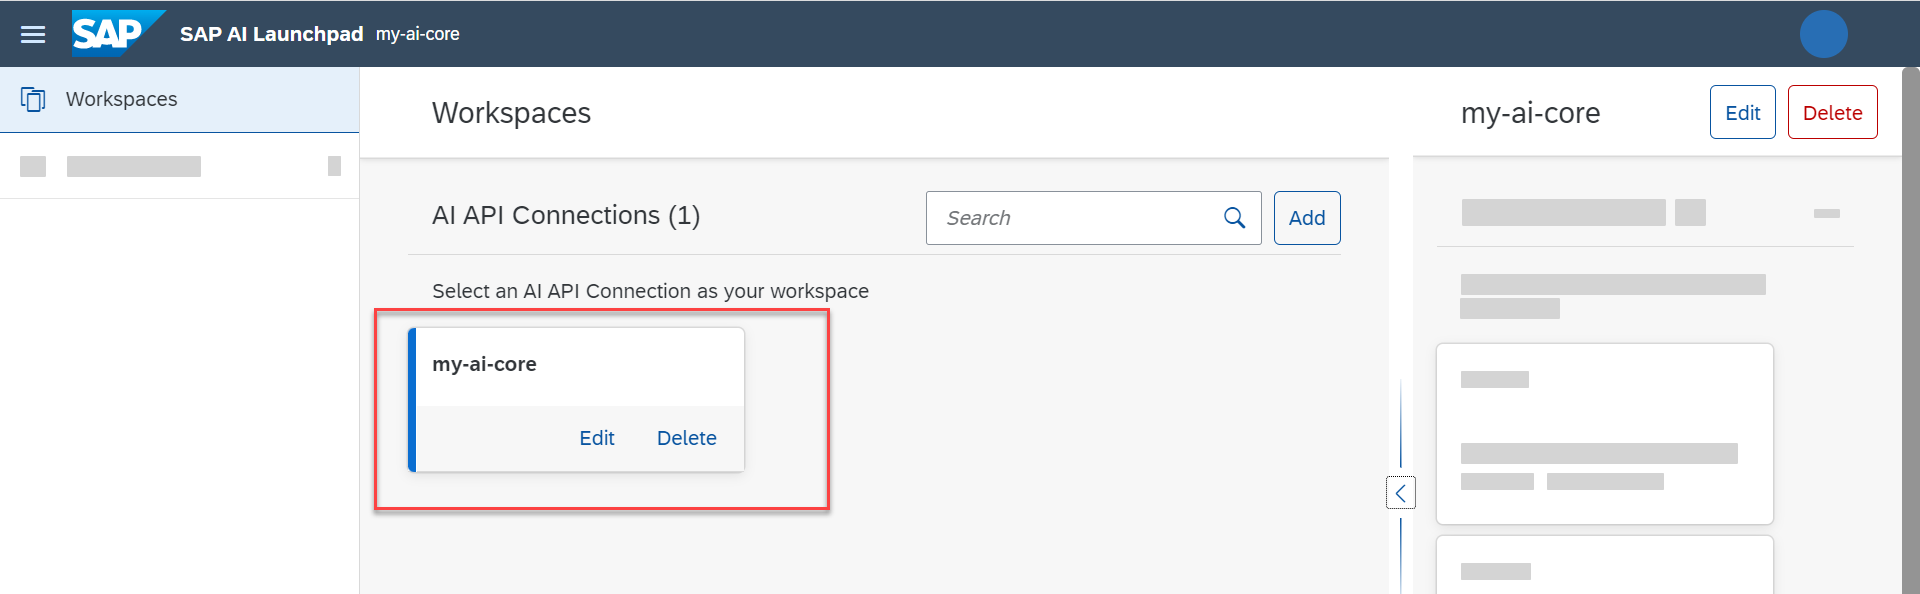 SAP SAP AI Launchpad my-ai-core
Workspaces
Workspaces
AI API Connections (1)
Search
Add
Select an AI API Connection as your workspace
my-ai-core
Edit Delete
my-ai-core
Edit
Delete